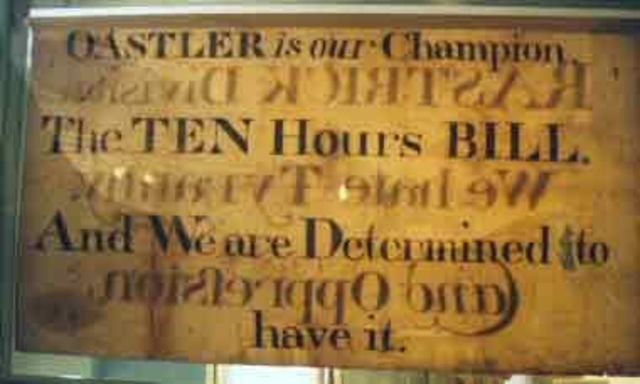 OASTLER is our Champion.
RASTRICK Division.
The TEN Hours BILL.
We hate Tyranny
And We are Determined to
and Oppreſsion.
have it.